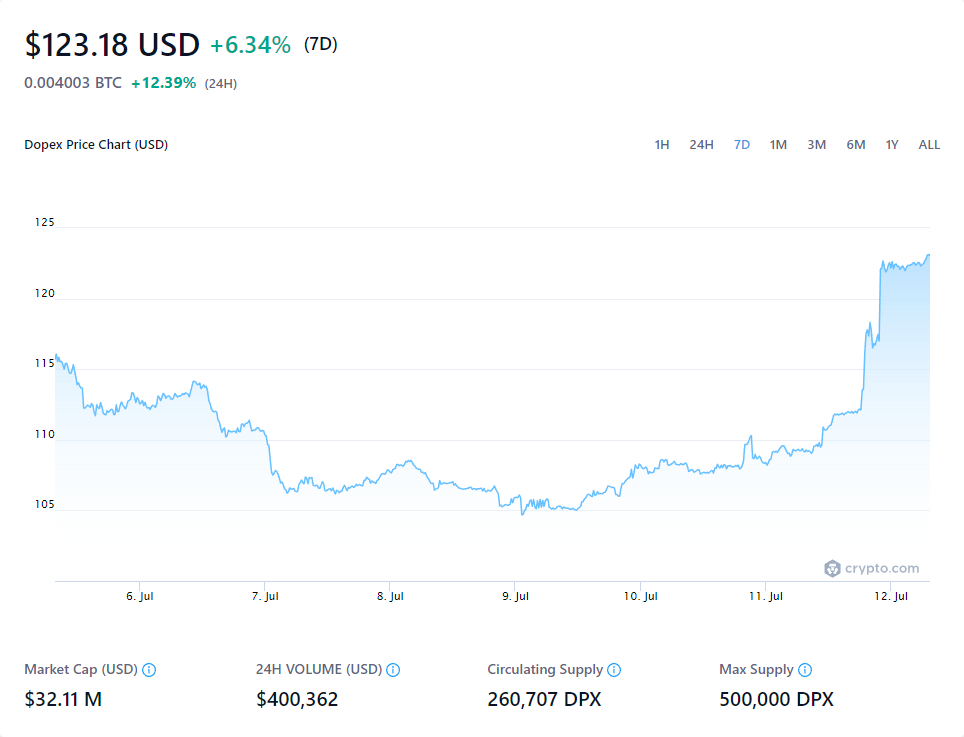 $123.18 USD +6.34% (7D)
0.004003 BTC +12.39% (24H)
Dopex Price Chart (USD) 1H 24H 7D 1M 3M 6M 1Y ALL
125
120
115
110
105
crypto.com
6. Jul 7. Jul 8. Jul 9. Jul 10. Jul 11. Jul 12. Jul
Market Cap (USD) 24H VOLUME (USD) Circulating Supply Max Supply
$32.11 M $400,362 260,707 DPX 500,000 DPX